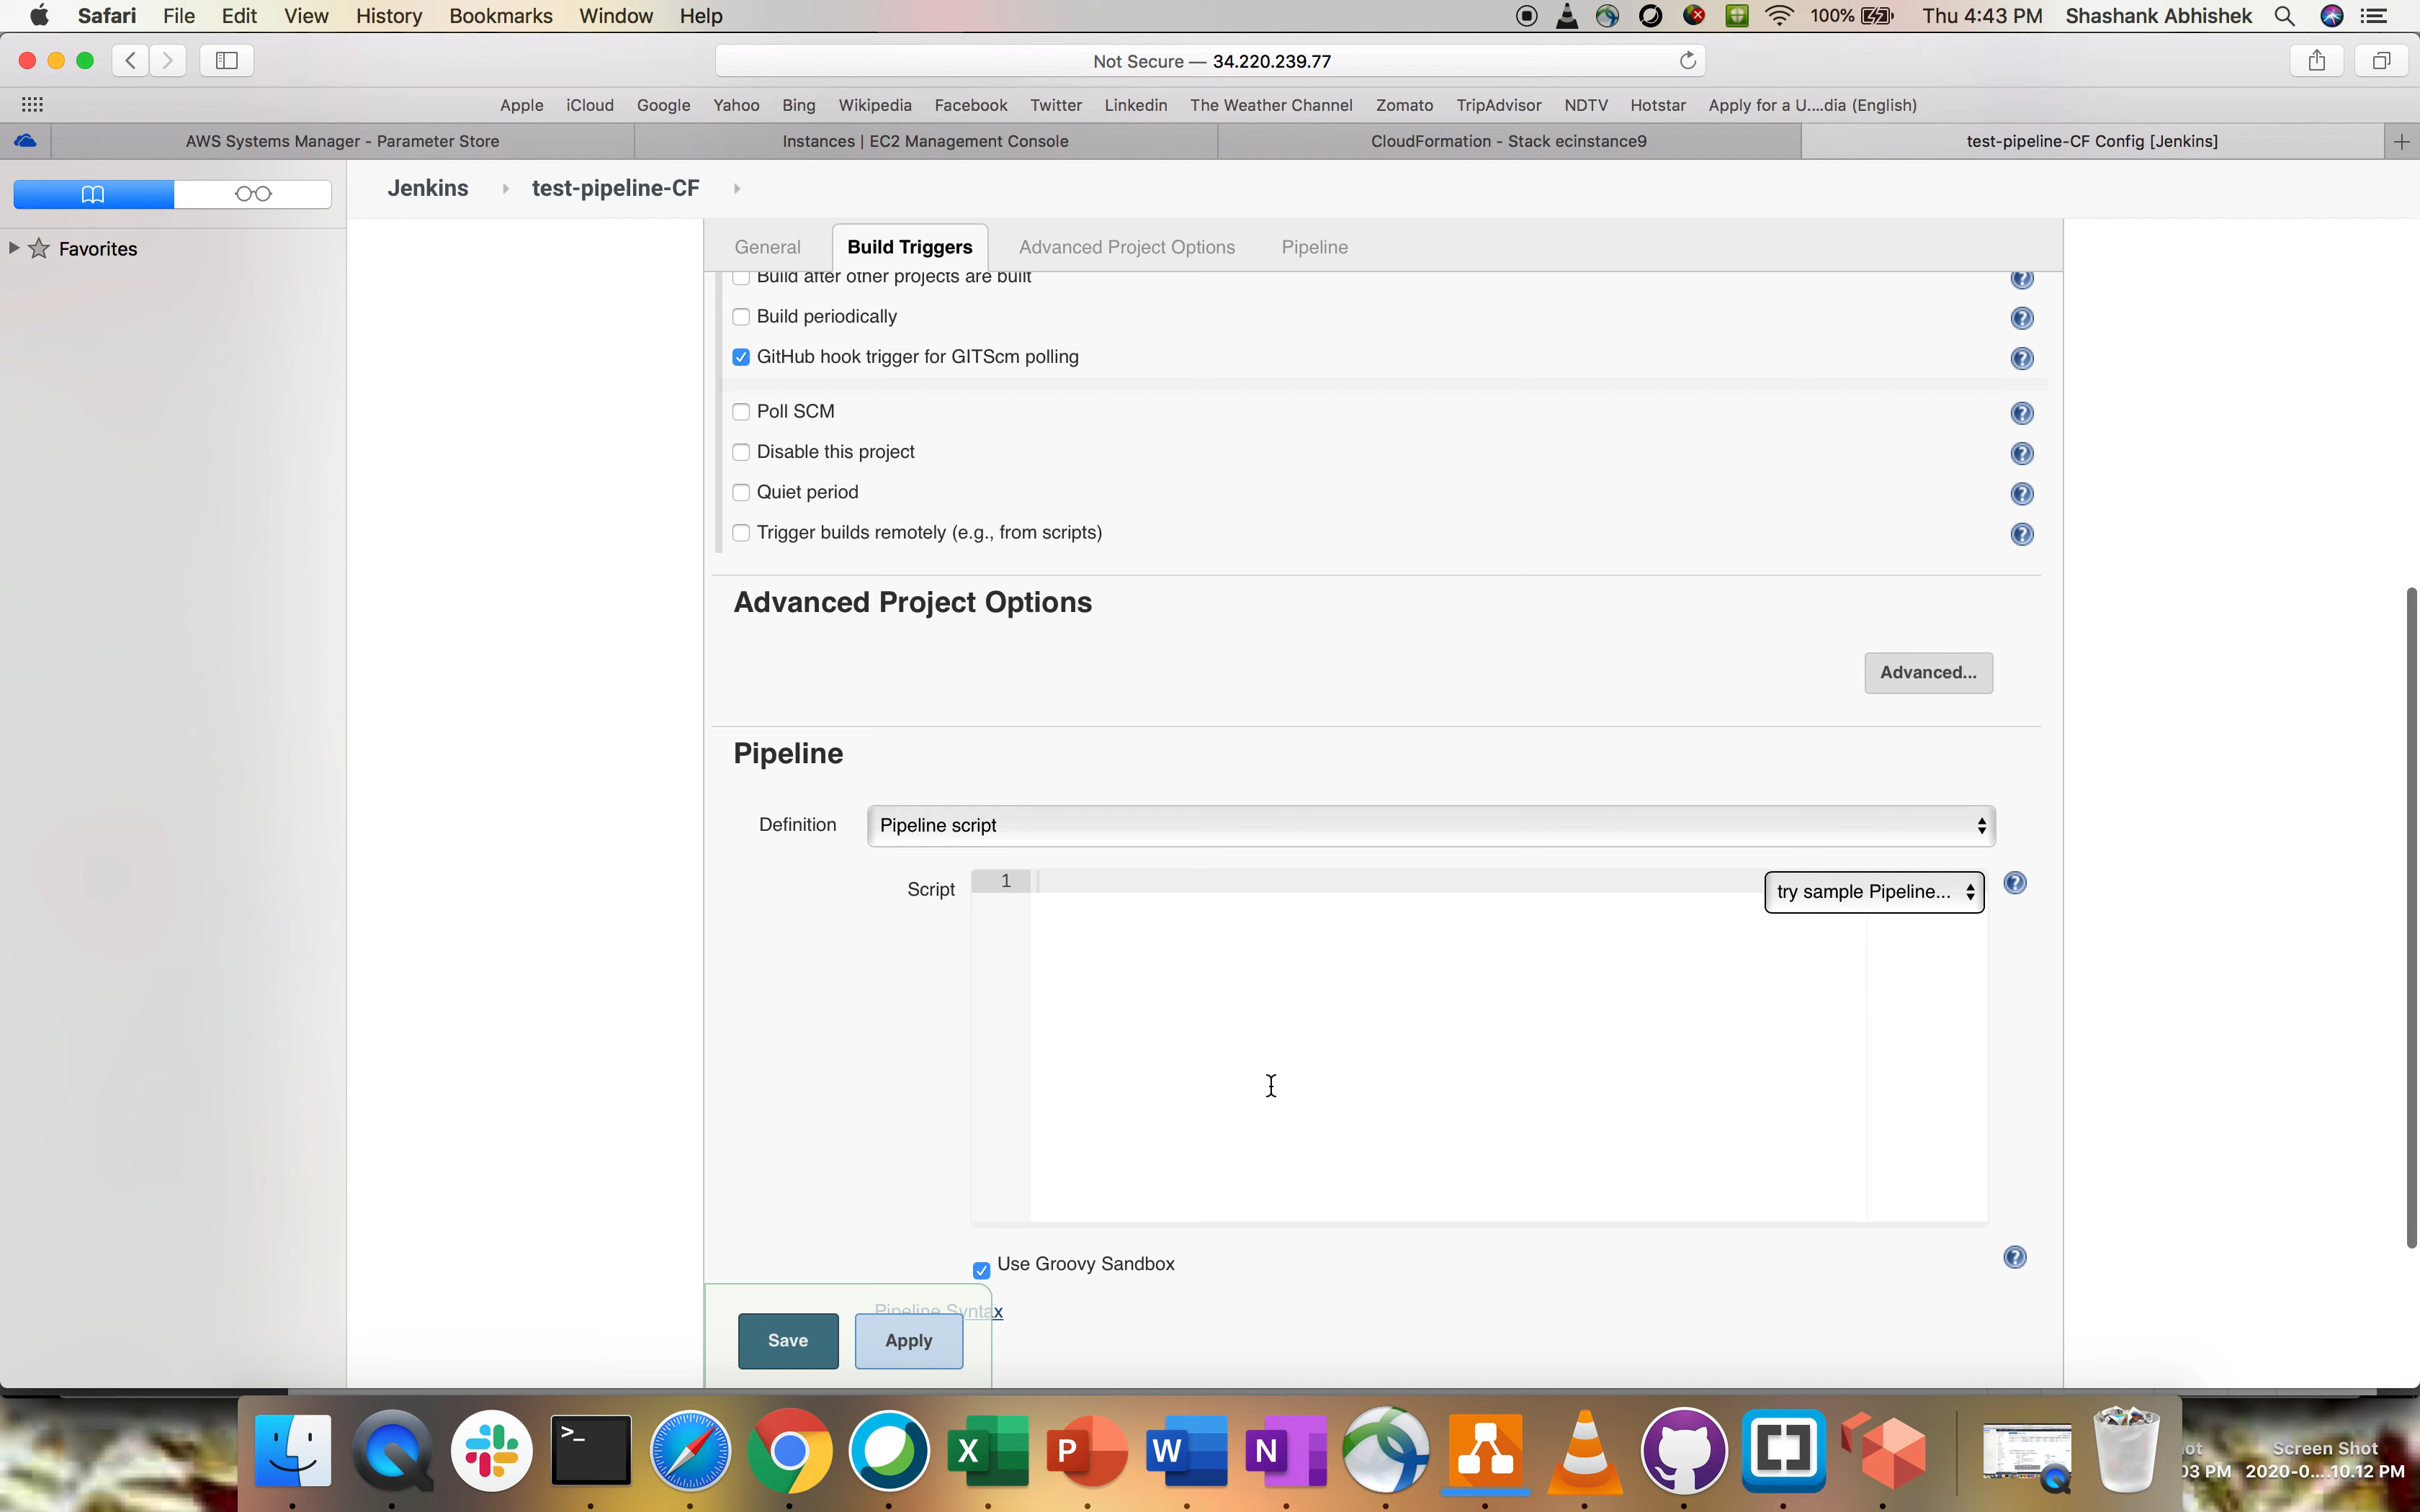 Safari File Edit View History Bookmarks Window Help 100% Thu 4:43 PM Shashank Abhishek
Not Secure — 34.220.239.77
Apple iCloud Google Yahoo Bing Wikipedia Facebook Twitter Linkedin The Weather Channel Zomato TripAdvisor NDTV Hotstar Apply for a U....dia (English)
AWS Systems Manager - Parameter Store Instances | EC2 Management Console CloudFormation - Stack ecinstance9 test-pipeline-CF Config [Jenkins]
Jenkins test-pipeline-CF
Favorites
General Build Triggers Advanced Project Options Pipeline
Build after other projects are built
Build periodically
GitHub hook trigger for GITScm polling
Poll SCM
Disable this project
Quiet period
Trigger builds remotely (e.g., from scripts)
Advanced Project Options
Advanced...
Pipeline
Definition Pipeline script
Script 1 try sample Pipeline...
Use Groovy Sandbox
Pipeline Syntax
Save Apply
>_ X P W N
ot Screen Shot
03 PM 2020-0....10.12 PM